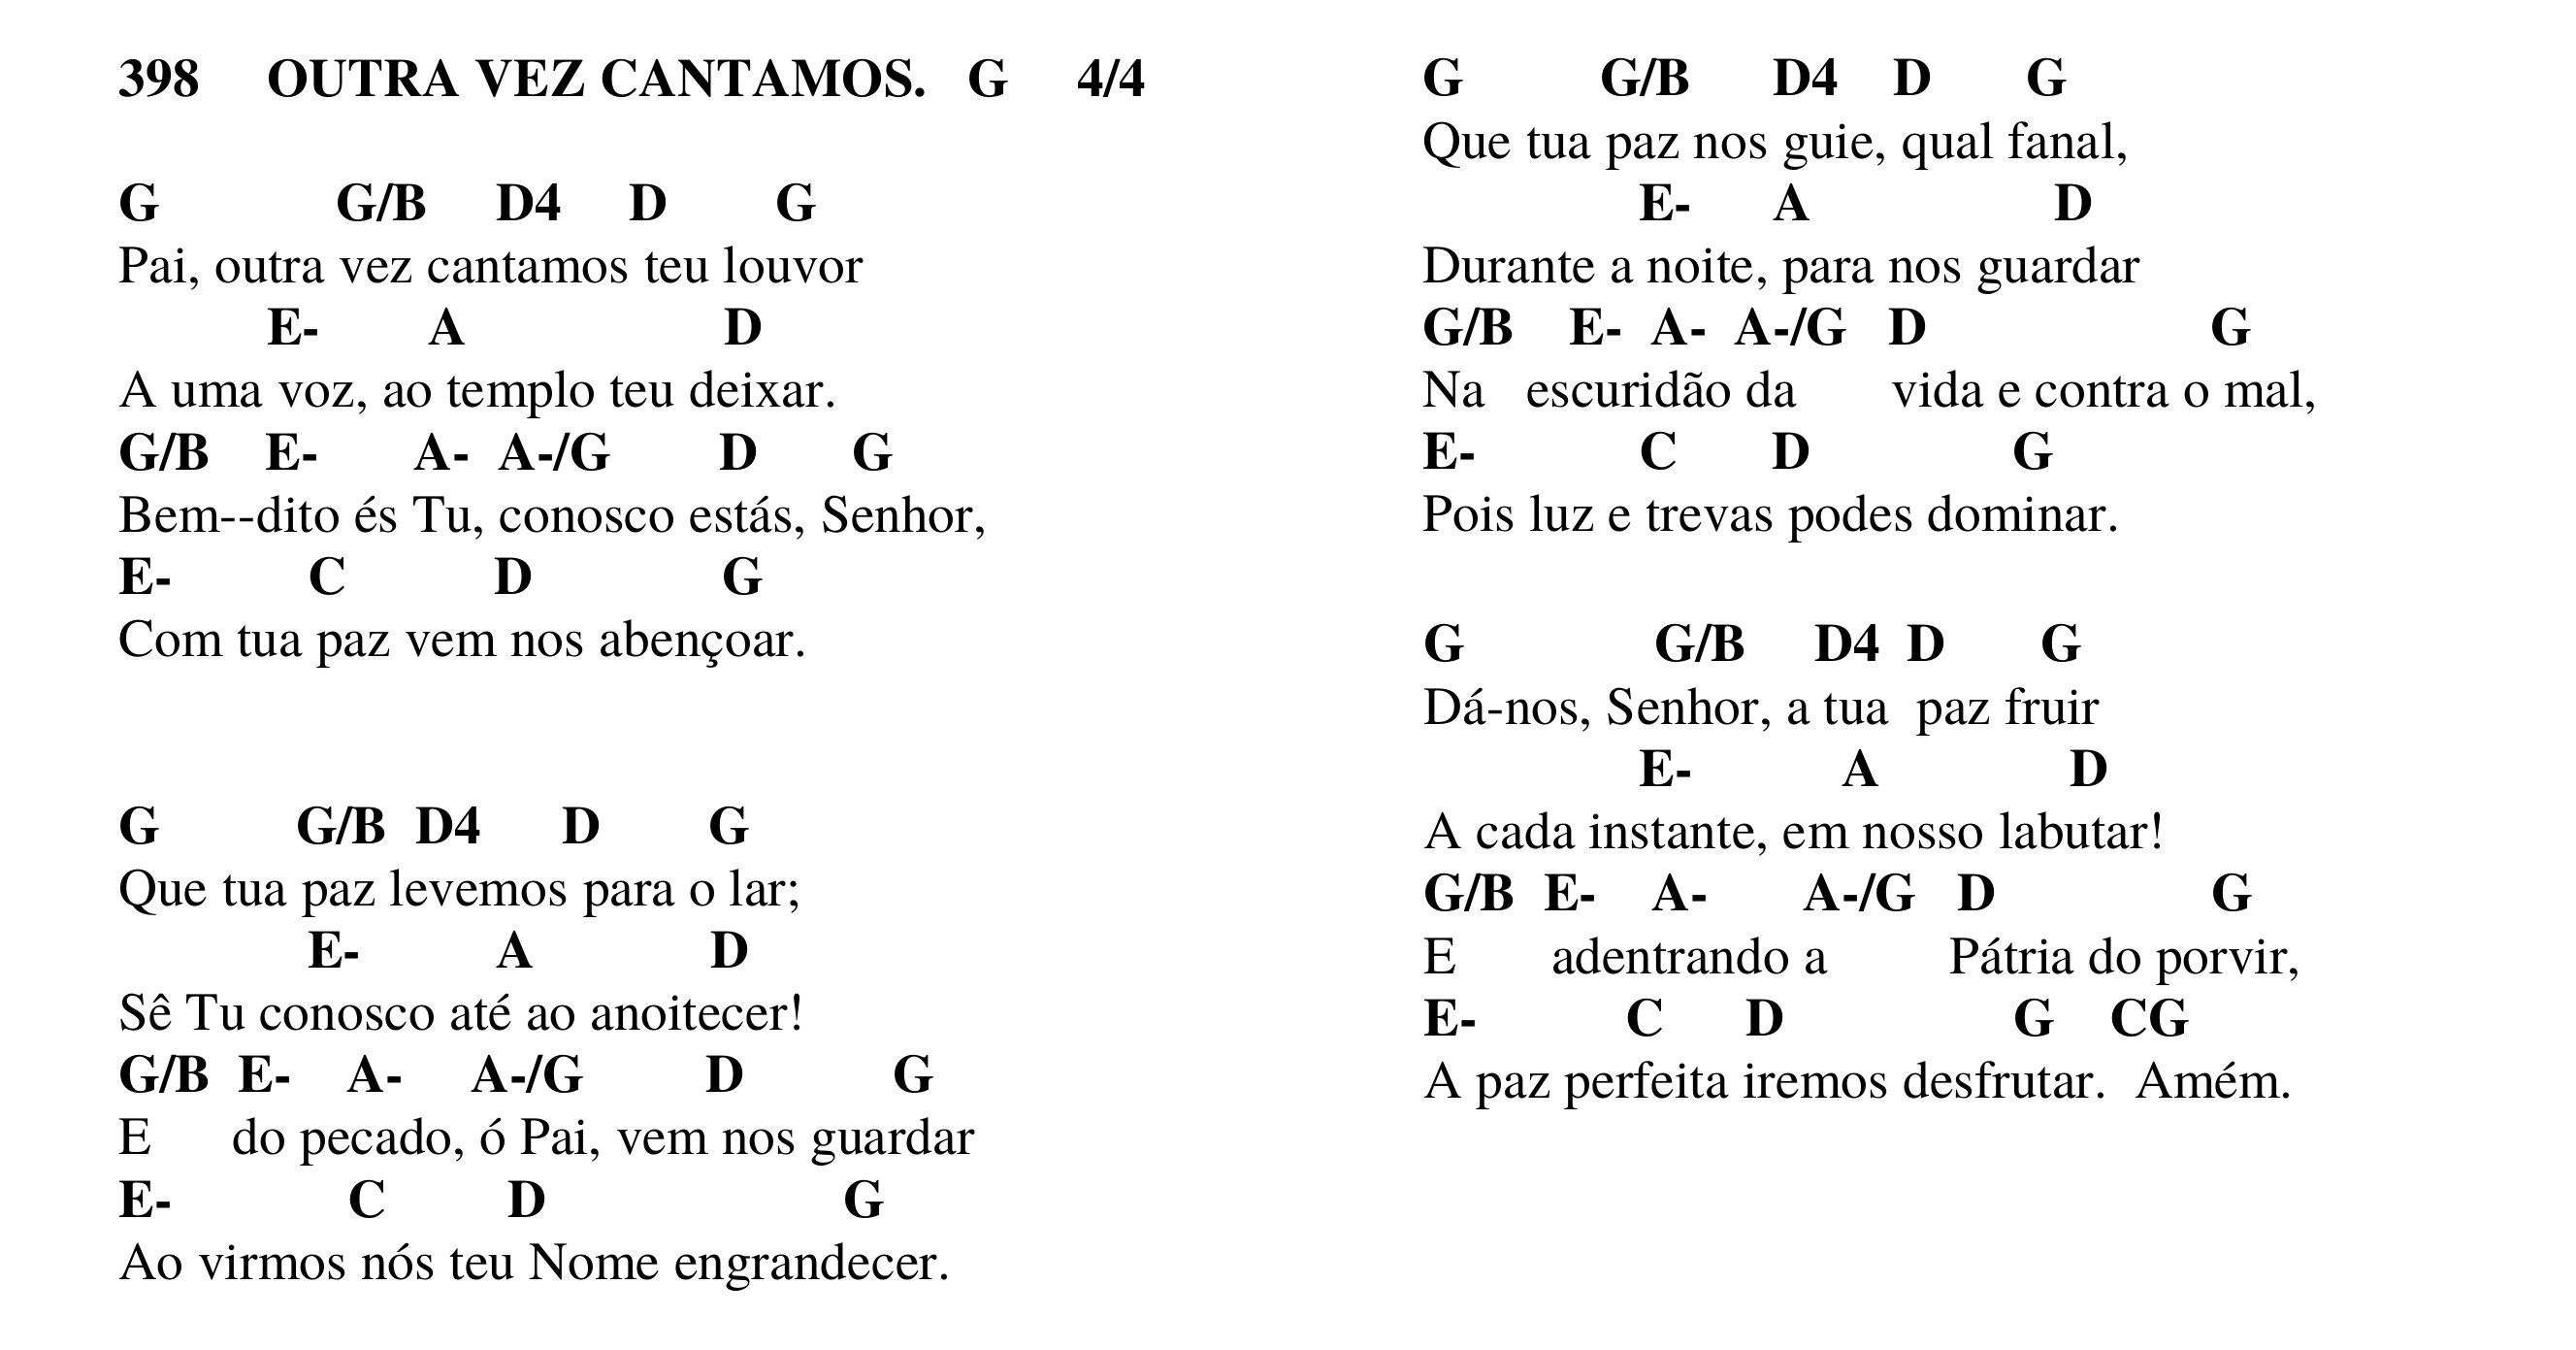 398 OUTRA VEZ CANTAMOS. G 4/4
G G/B D4 D G
Pai, outra vez cantamos teu louvor
E- A D
A uma voz, ao templo teu deixar.
G/B E- A- A-/G D G
Bem--dito és Tu, conosco estás, Senhor,
E- C D G
Com tua paz vem nos abençoar.
G G/B D4 D G
Que tua paz levemos para o lar;
E- A D
Sê Tu conosco até ao anoitecer!
G/B E- A- A-/G D G
E do pecado, ó Pai, vem nos guardar
E- C D G
Ao virmos nós teu Nome engrandecer.
G G/B D4 D G
Que tua paz nos guie, qual fanal,
E- A D
Durante a noite, para nos guardar
G/B E- A- A-/G D G
Na escuridão da vida e contra o mal,
E- C D G
Pois luz e trevas podes dominar.
G G/B D4 D G
Dá-nos, Senhor, a tua paz fruir
E- A D
A cada instante, em nosso labutar!
G/B E- A- A-/G D G
E adentrando a Pátria do porvir,
E- C D G CG
A paz perfeita iremos desfrutar. Amém.